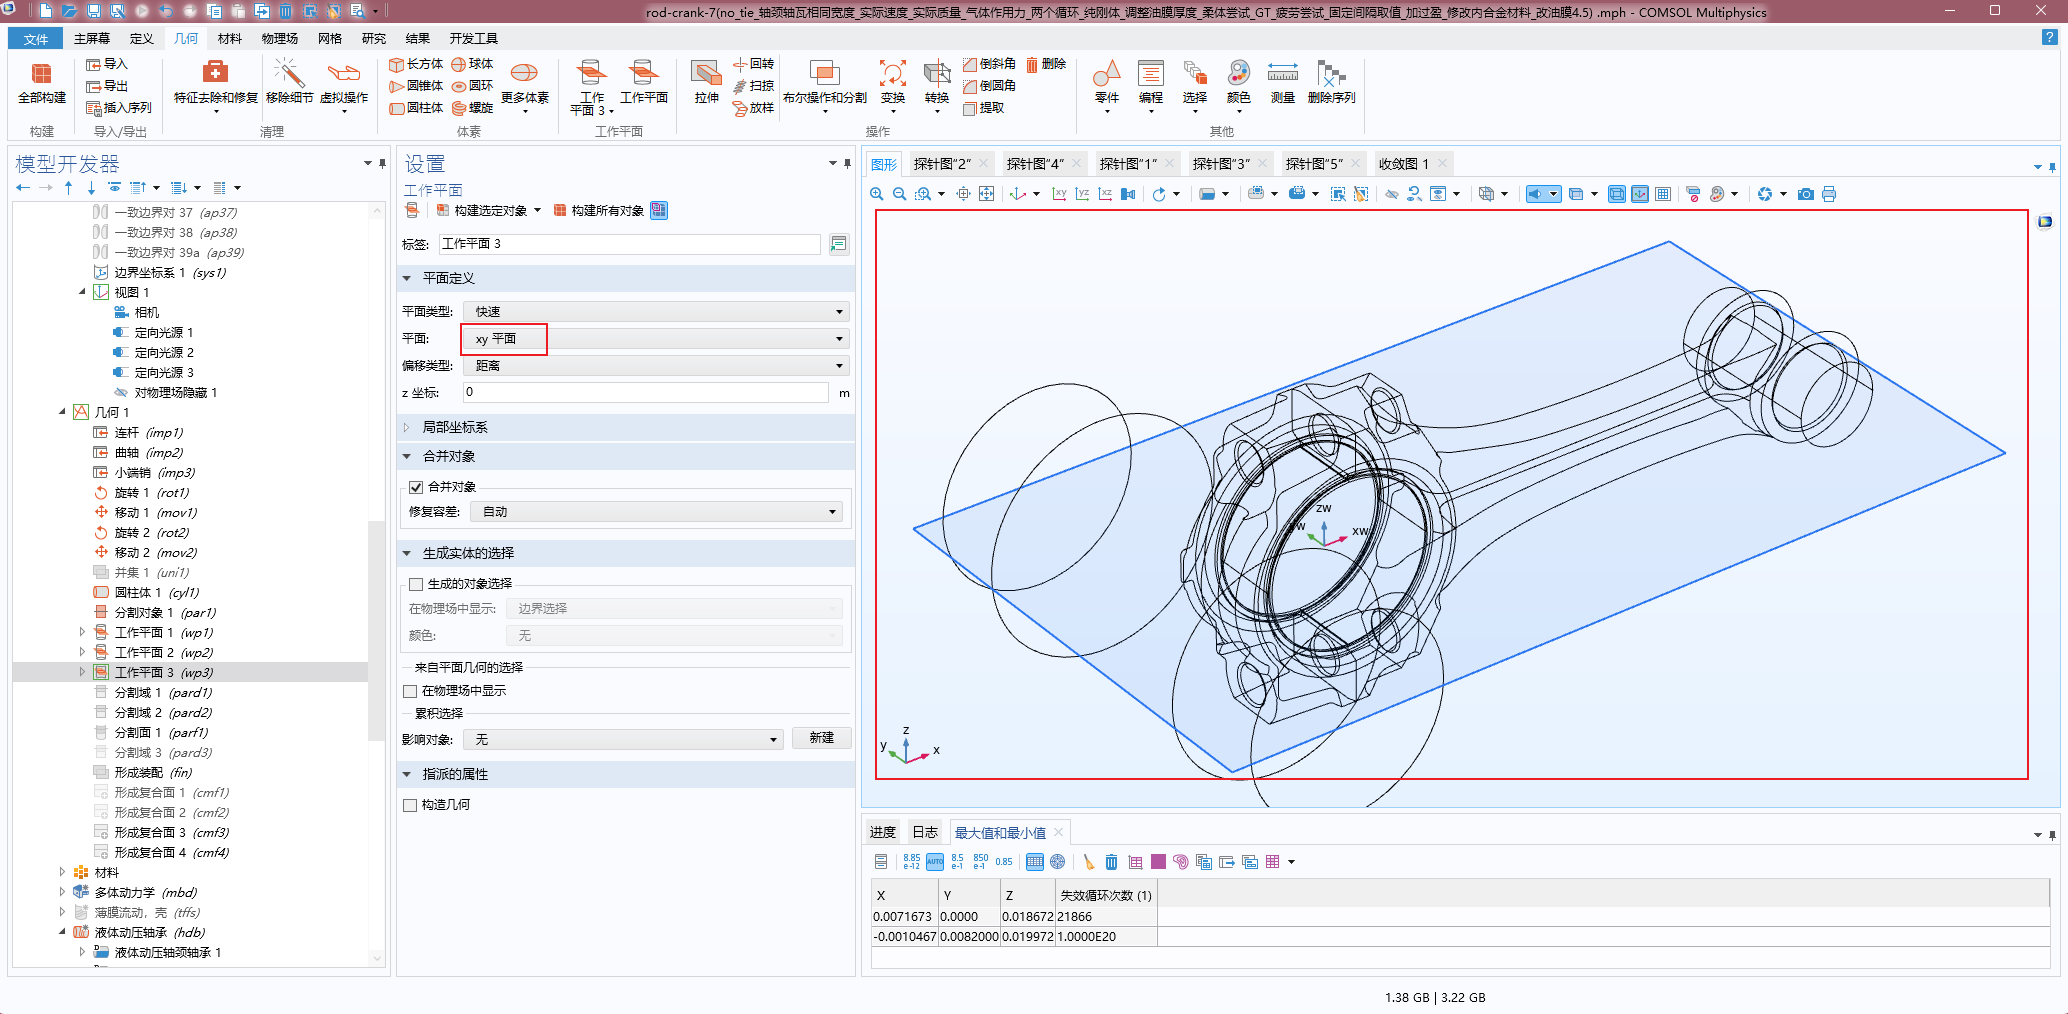 rod-crank-7(no_tie_轴颈轴瓦相同宽度_实际速度_实际质量_气体作用力_两个循环_纯刚体_调整油膜厚度_柔体尝试_GT_疲劳尝试_固定间隔取值_加过盈_修改内合金材料_改油膜4.5) .mph - COMSOL Multiphysics
文件 主屏幕 定义 几何 材料 物理场 网格 研究 结果 开发工具 ?
全部构建
构建
导入
导出
插入序列
导入/导出
特征去除和修复 移除细节 虚拟操作
清理
长方体 球体
圆锥体 圆环
圆柱体 螺旋
更多体素
体素
工作
平面 3
工作平面
工作平面
拉伸
回转
扫掠
放样
布尔操作和分割 变换 转换
倒斜角 删除
倒圆角
提取
操作
零件 编程 选择 颜色 测量 删除序列
其他
模型开发器
一致边界对 37 (ap37)
一致边界对 38 (ap38)
一致边界对 39a (ap39)
边界坐标系 1 (sys1)
视图 1
相机
定向光源 1
定向光源 2
定向光源 3
对物理场隐藏 1
几何 1
连杆 (imp1)
曲轴 (imp2)
小端销 (imp3)
旋转 1 (rot1)
移动 1 (mov1)
旋转 2 (rot2)
移动 2 (mov2)
并集 1 (uni1)
圆柱体 1 (cyl1)
分割对象 1 (par1)
工作平面 1 (wp1)
工作平面 2 (wp2)
工作平面 3 (wp3)
分割域 1 (pard1)
分割域 2 (pard2)
分割面 1 (parf1)
分割域 3 (pard3)
形成装配 (fin)
形成复合面 1 (cmf1)
形成复合面 2 (cmf2)
形成复合面 3 (cmf3)
形成复合面 4 (cmf4)
材料
多体动力学 (mbd)
薄膜流动，壳 (tffs)
液体动压轴承 (hdb)
液体动压轴颈轴承 1
设置
工作平面
构建选定对象 构建所有对象
标签: 工作平面 3
平面定义
平面类型: 快速
平面: xy 平面
偏移类型: 距离
z 坐标: 0 m
局部坐标系
合并对象
合并对象
修复容差: 自动
生成实体的选择
生成的对象选择
在物理场中显示: 边界选择
颜色: 无
来自平面几何的选择
在物理场中显示
累积选择
影响对象: 无 新建
指派的属性
构造几何
图形 探针图"2" 探针图"4" 探针图"1" 探针图"3" 探针图"5" 收敛图 1
xy yz xz
zw
yw xw
z
y x
进度 日志 最大值和最小值
8.85 e-12 AUTO 8.5 e-1 850 e-1 0.85
X Y Z 失效循环次数 (1)
0.0071673 0.0000 0.018672 21866
-0.0010467 0.0082000 0.019972 1.0000E20
1.38 GB | 3.22 GB